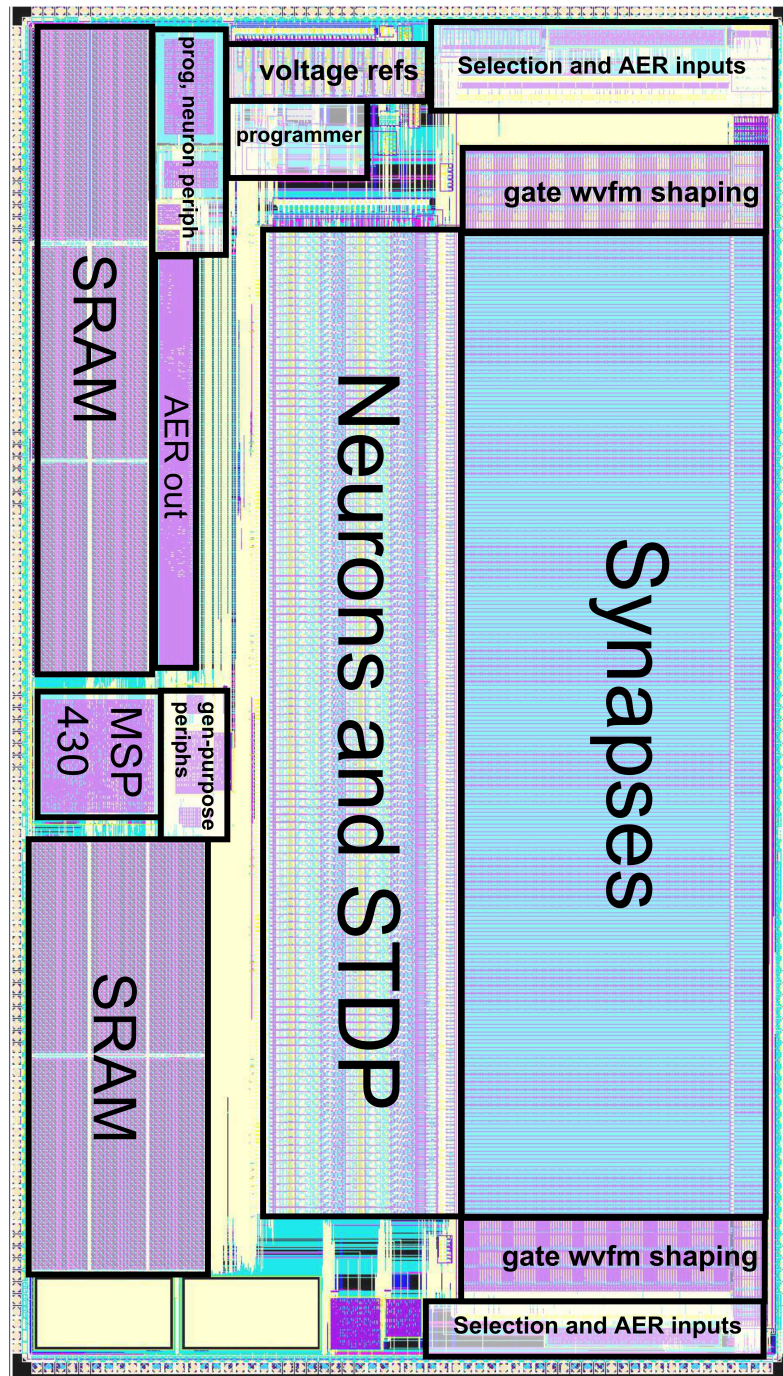 voltage refs
Selection and AER inputs
prog, neuron periph
programmer
gate wvfm shaping
SRAM
AER out
Neurons and STDP
Synapses
MSP
430
gen-purpose
periphs
SRAM
gate wvfm shaping
Selection and AER inputs